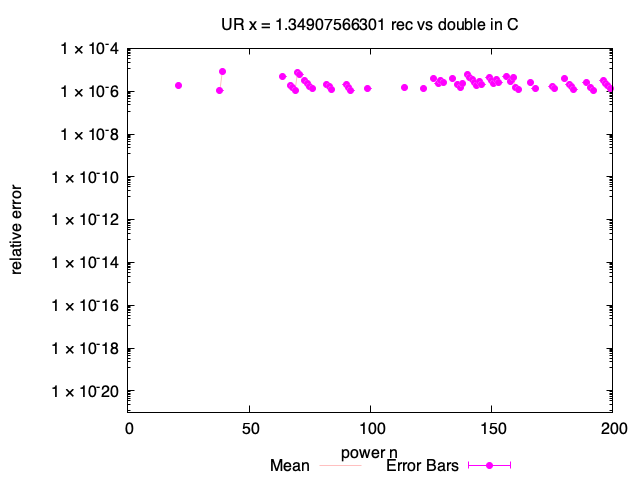 UR x = 1.34907566301 rec vs double in C
1 × 10^-4
1 × 10^-6
1 × 10^-8
1 × 10^-10
1 × 10^-12
1 × 10^-14
1 × 10^-16
1 × 10^-18
1 × 10^-20
relative error
0 50 100 150 200
power n
Mean Error Bars